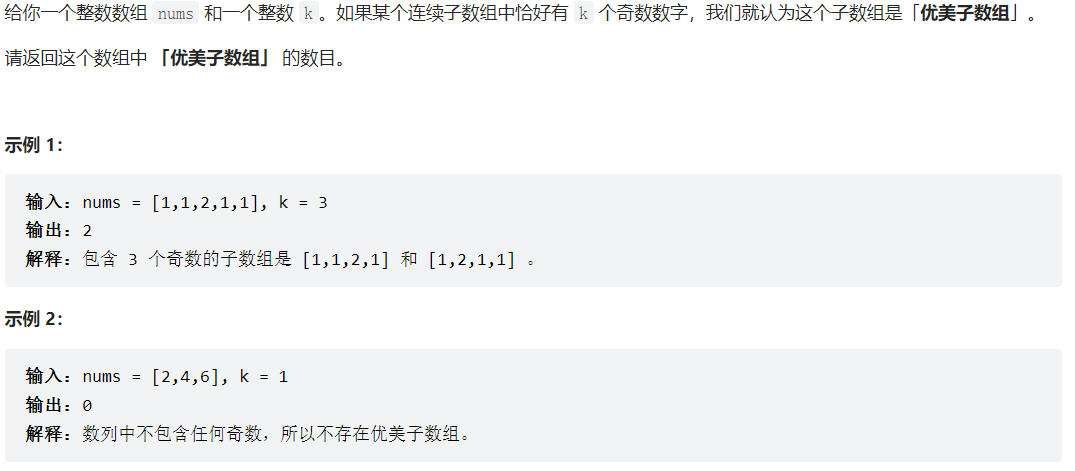 给你一个整数数组 nums 和一个整数 k。如果某个连续子数组中恰好有 k 个奇数数字，我们就认为这个子数组是「优美子数组」。
请返回这个数组中 「优美子数组」 的数目。
示例 1：
输入：nums = [1,1,2,1,1], k = 3
输出：2
解释：包含 3 个奇数的子数组是 [1,1,2,1] 和 [1,2,1,1] 。
示例 2：
输入：nums = [2,4,6], k = 1
输出：0
解释：数列中不包含任何奇数，所以不存在优美子数组。